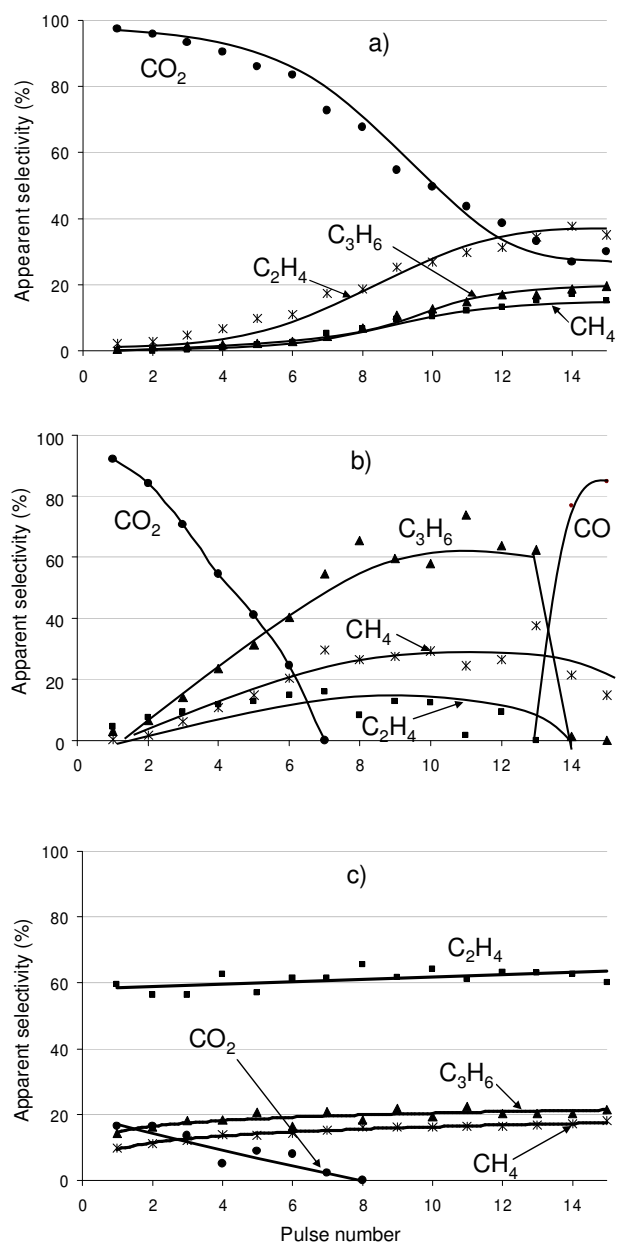 a)
Appearent selectivity (%)
100
80
60
40
20
0
CO2
C3H6
C2H4
CH4
0 2 4 6 8 10 12 14
b)
Apparent selectivity (%)
100
80
60
40
20
0
CO2
C3H6
CO
CH4
C2H4
0 2 4 6 8 10 12 14
c)
Apparent selectivity (%)
100
80
60
40
20
0
C2H4
CO2
C3H6
CH4
0 2 4 6 8 10 12 14
Pulse number